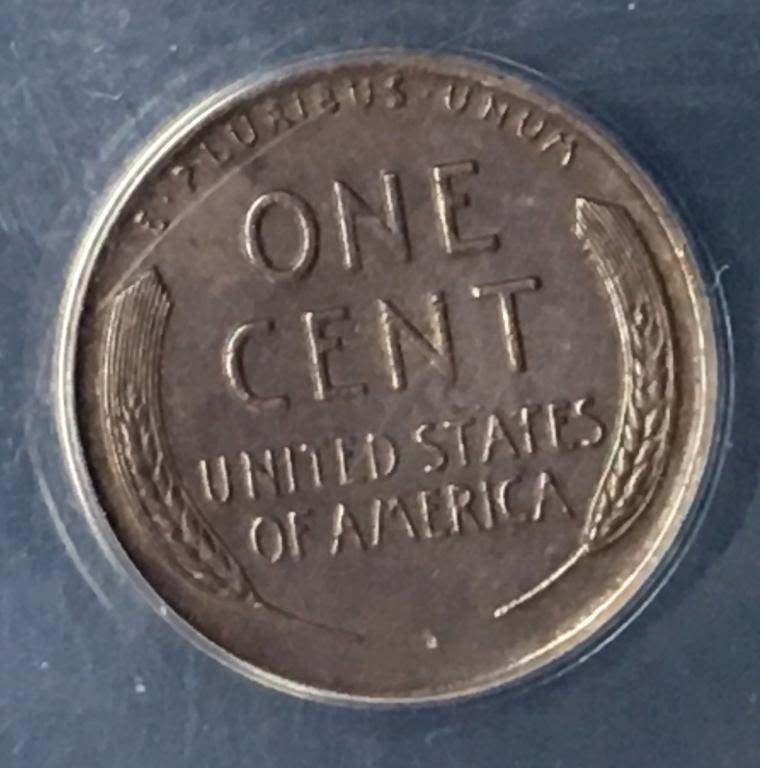 E·PLURIBUS·UNUM
ONE
CENT
UNITED STATES
OF AMERICA